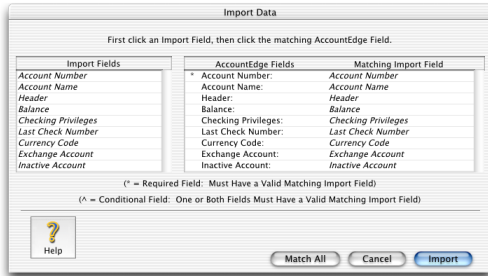 Import Data
First click an Import Field, then click the matching AccountEdge Field.
Import Fields
Account Number
Account Name
Header
Balance
Checking Privileges
Last Check Number
Currency Code
Exchange Account
Inactive Account
AccountEdge Fields Matching Import Field
* Account Number: Account Number
Account Name: Account Name
Header: Header
Balance: Balance
Checking Privileges: Checking Privileges
Last Check Number: Last Check Number
Currency Code: Currency Code
Exchange Account: Exchange Account
Inactive Account: Inactive Account
(* = Required Field: Must Have a Valid Matching Import Field)
(^ = Conditional Field: One or Both Fields Must Have a Valid Matching Import Field)
?
Help
Match All Cancel Import